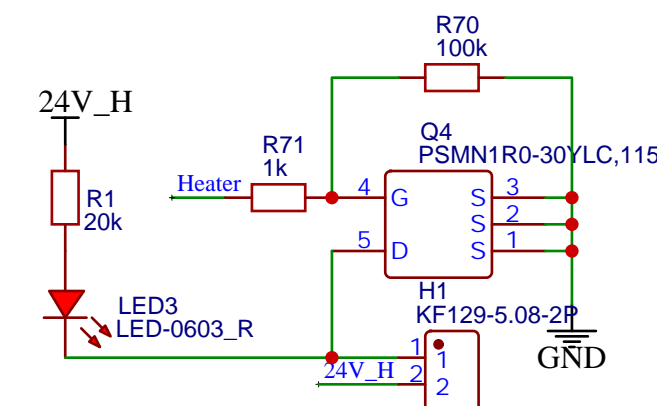 R70
100k
24V_H
R71
1k
Q4
PSMN1R0-30YLC,115
Heater
4
G
S
3
S
2
5
D
S
1
R1
20k
H1
KF129-5.08-2P
LED3
LED-0603_R
1
1
24V_H
2
2
GND